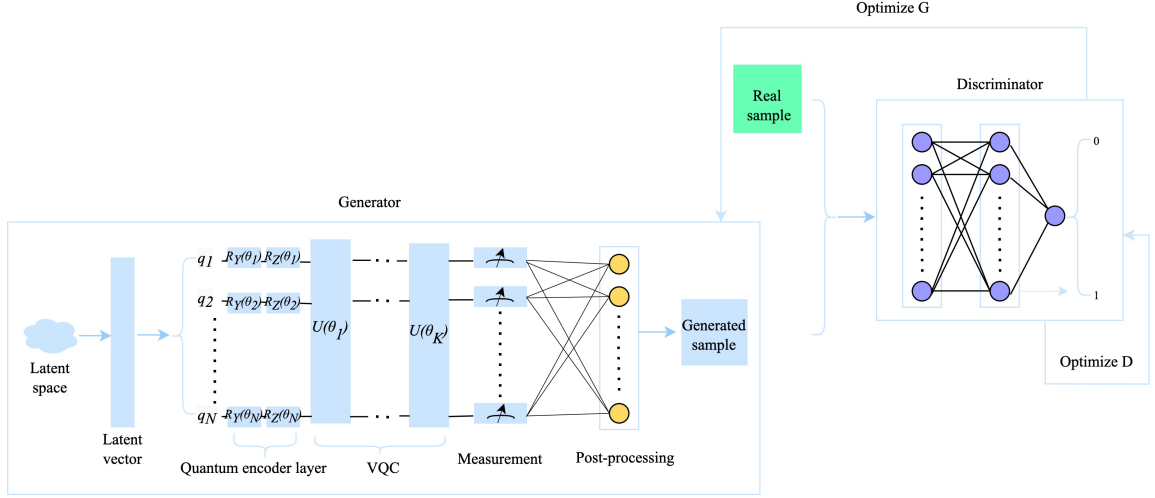 Optimize G
Real
sample
Discriminator
0
1
Optimize D
Generator
Latent
space
Latent
vector
q1 RY(θ1) RZ(θ1)
q2 RY(θ2) RZ(θ2)
qN RY(θN) RZ(θN)
U(θ1)
U(θK)
Generated
sample
Quantum encoder layer
VQC
Measurement
Post-processing